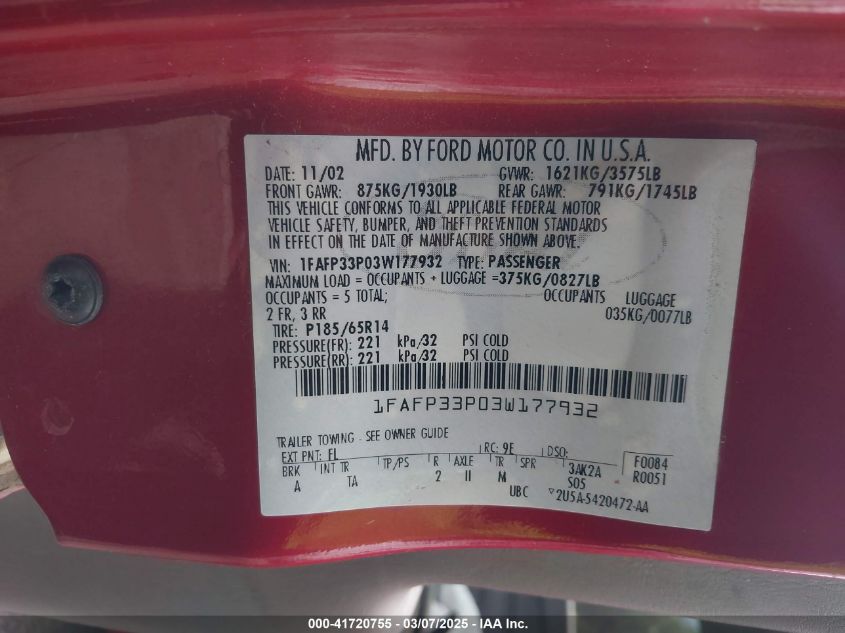 MFD. BY FORD MOTOR CO. IN U.S.A.
DATE: 11/02 GVWR: 1621KG/3575LB
FRONT GAWR: 875KG/1930LB REAR GAWR: 791KG/1745LB
THIS VEHICLE CONFORMS TO ALL APPLICABLE FEDERAL MOTOR
VEHICLE SAFETY, BUMPER, AND THEFT PREVENTION STANDARDS
IN EFFECT ON THE DATE OF MANUFACTURE SHOWN ABOVE.
VIN: 1FAFP33P03W177932 TYPE: PASSENGER
MAXIMUM LOAD = OCCUPANTS + LUGGAGE =375KG/0827LB
OCCUPANTS = 5 TOTAL; OCCUPANTS LUGGAGE
2 FR, 3 RR 035KG/0077LB
TIRE: P185/65R14
PRESSURE(FR): 221 kPa/32 PSI COLD
PRESSURE(RR): 221 kPa/32 PSI COLD
1FAFP33P03W177932
TRAILER TOWING - SEE OWNER GUIDE
EXT PNT: FL RC: 9E DSO: F0084
BRK INT TR TP/PS R AXLE TR SPR 3AK2A R0051
A TA 2 II M S05
UBC 2U5A-5420472-AA
000-41720755 - 03/07/2025 - IAA Inc.